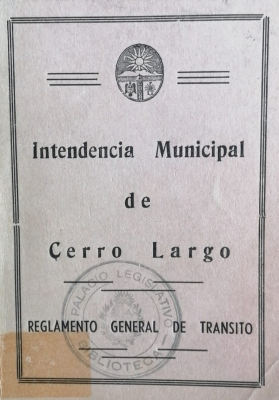 Intendencia Municipal
de
Cerro Largo
PALACIO LEGISLATIVO
BIBLIOTECA
REGLAMENTO GENERAL DE TRANSITO